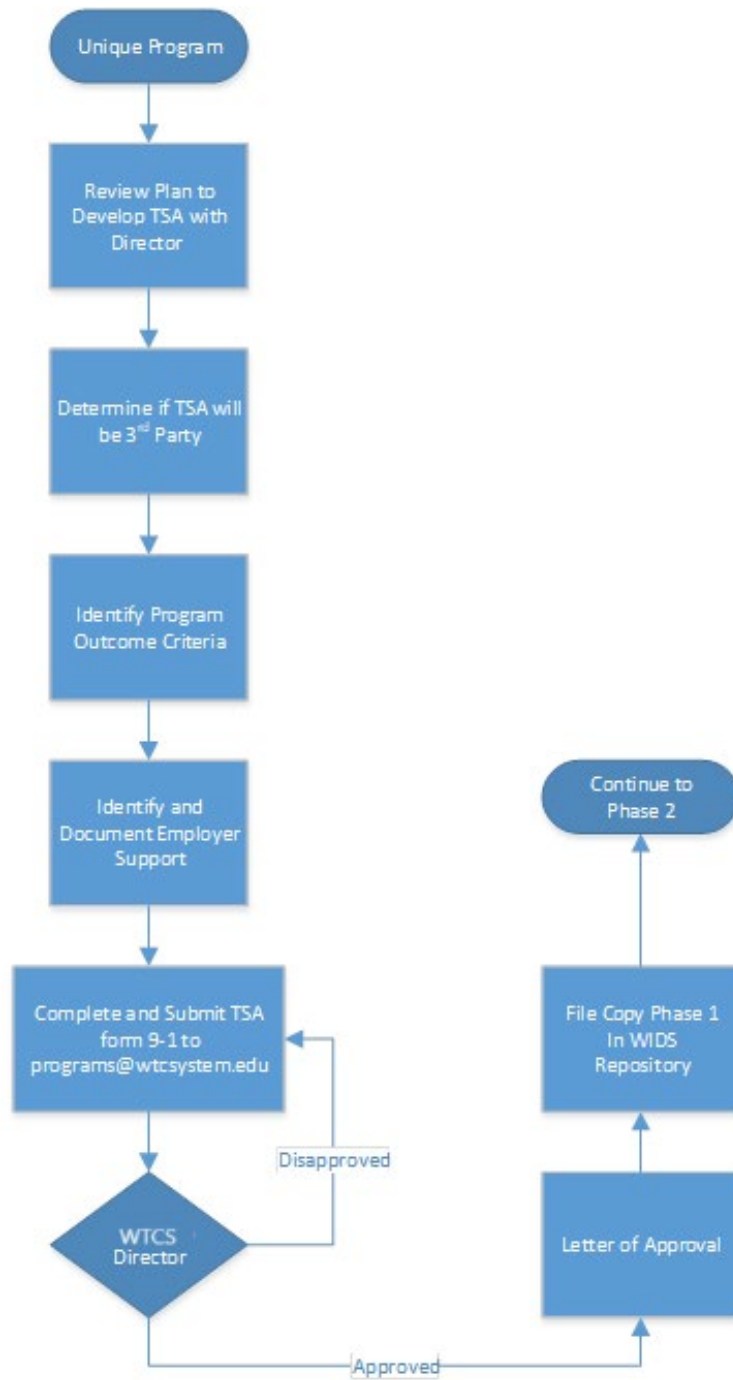 Unique Program
Review Plan to
Develop TSA with
Director
Determine if TSA will
be 3rd Party
Identify Program
Outcome Criteria
Identify and
Document Employer
Support
Complete and Submit TSA
form 9-1 to
programs@wtcsystem.edu
Disapproved
WTCS
Director
Approved
Letter of Approval
File Copy Phase 1
In WIDS
Repository
Continue to
Phase 2